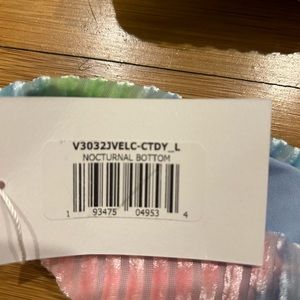 V3032JVELC-CTDY_L
NOCTURNAL BOTTOM
1 93475 04953 4